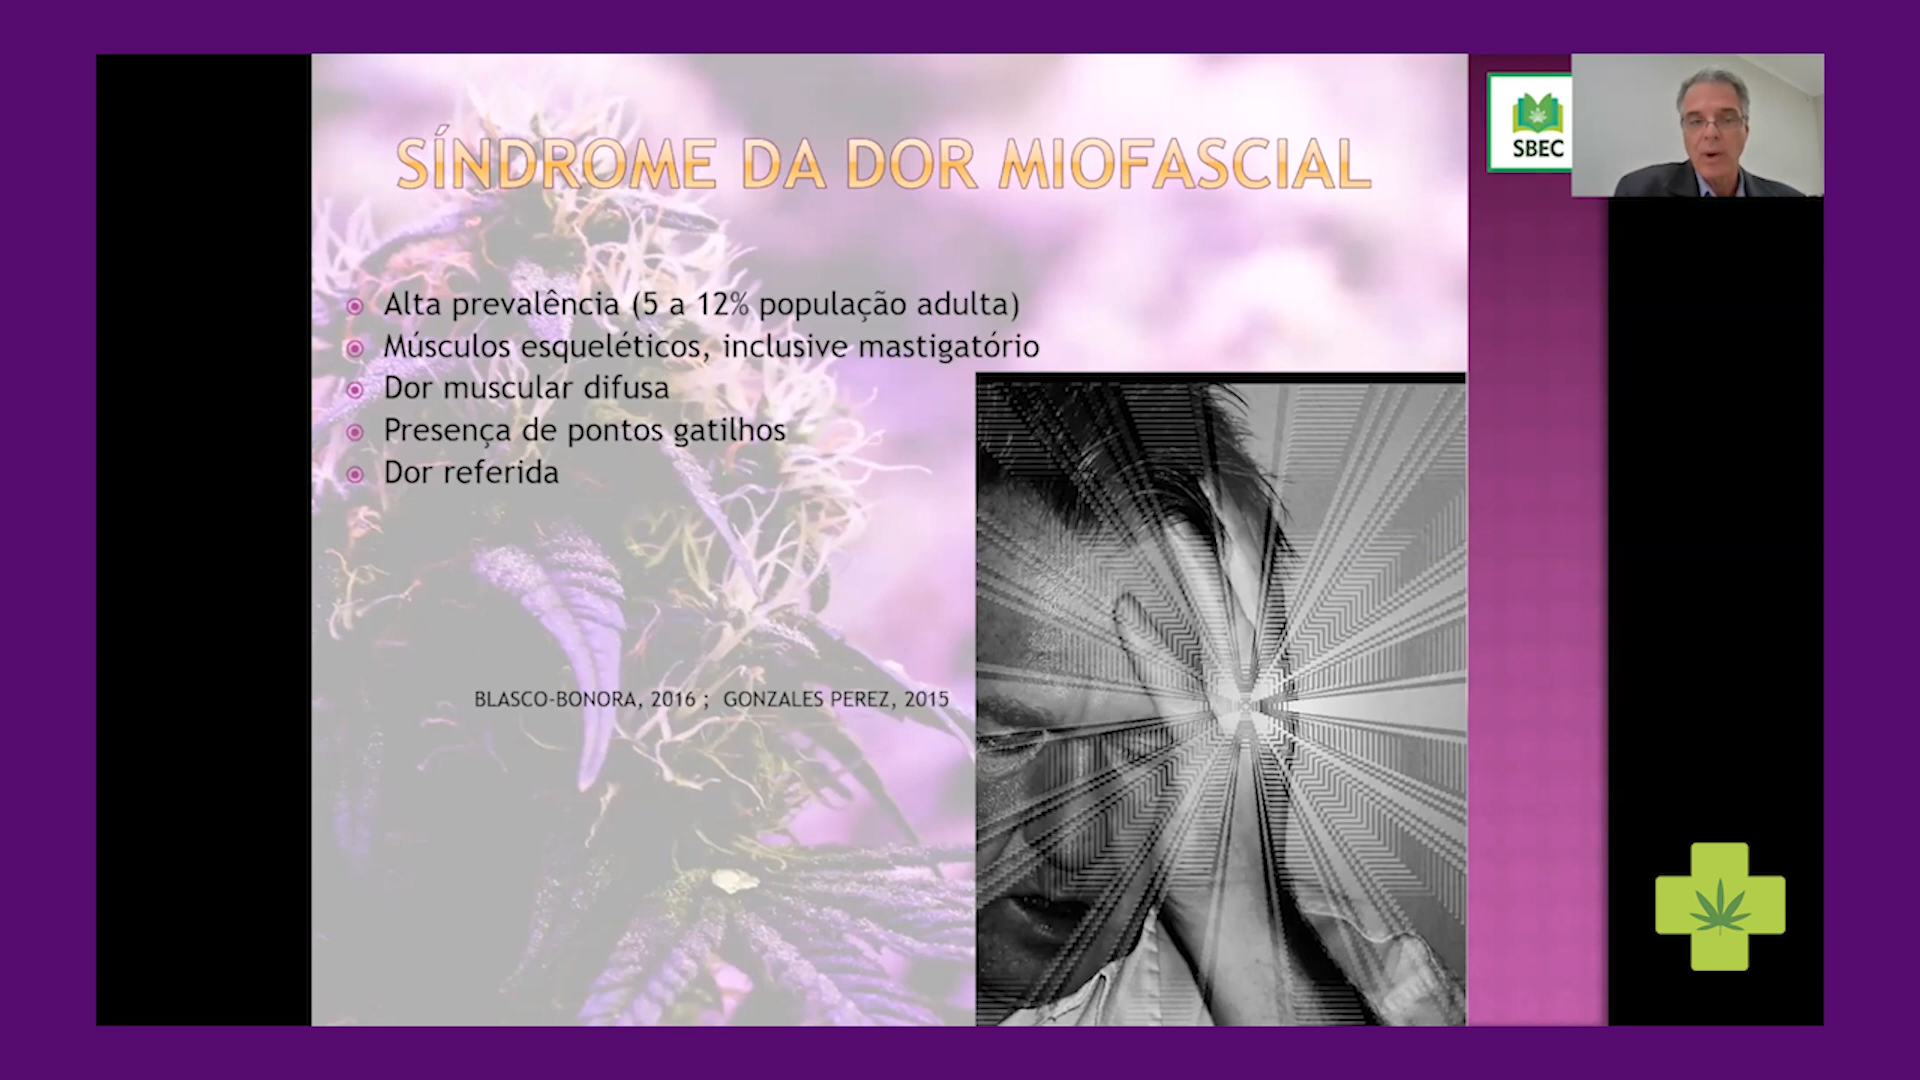 SÍNDROME DA DOR MIOFASCIAL
SBEC
Alta prevalência (5 a 12% população adulta)
Músculos esqueléticos, inclusive mastigatório
Dor muscular difusa
Presença de pontos gatilhos
Dor referida
BLASCO-BONORA, 2016 ; GONZALES PEREZ, 2015